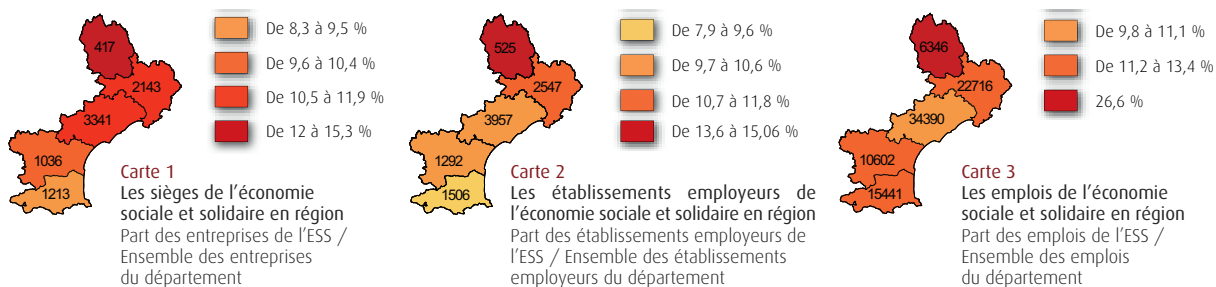 417
2143
3341
1036
1213
De 8,3 à 9,5 %
De 9,6 à 10,4 %
De 10,5 à 11,9 %
De 12 à 15,3 %
Carte 1
Les sièges de l'économie
sociale et solidaire en région
Part des entreprises de l'ESS /
Ensemble des entreprises
du département
525
2547
3957
1292
1506
De 7,9 à 9,6 %
De 9,7 à 10,6 %
De 10,7 à 11,8 %
De 13,6 à 15,06 %
Carte 2
Les établissements employeurs de
l'économie sociale et solidaire en région
Part des établissements employeurs de
l'ESS / Ensemble des établissements
employeurs du département
6346
22716
34390
10602
15441
De 9,8 à 11,1 %
De 11,2 à 13,4 %
26,6 %
Carte 3
Les emplois de l'économie
sociale et solidaire en région
Part des emplois de l'ESS /
Ensemble des emplois
du département